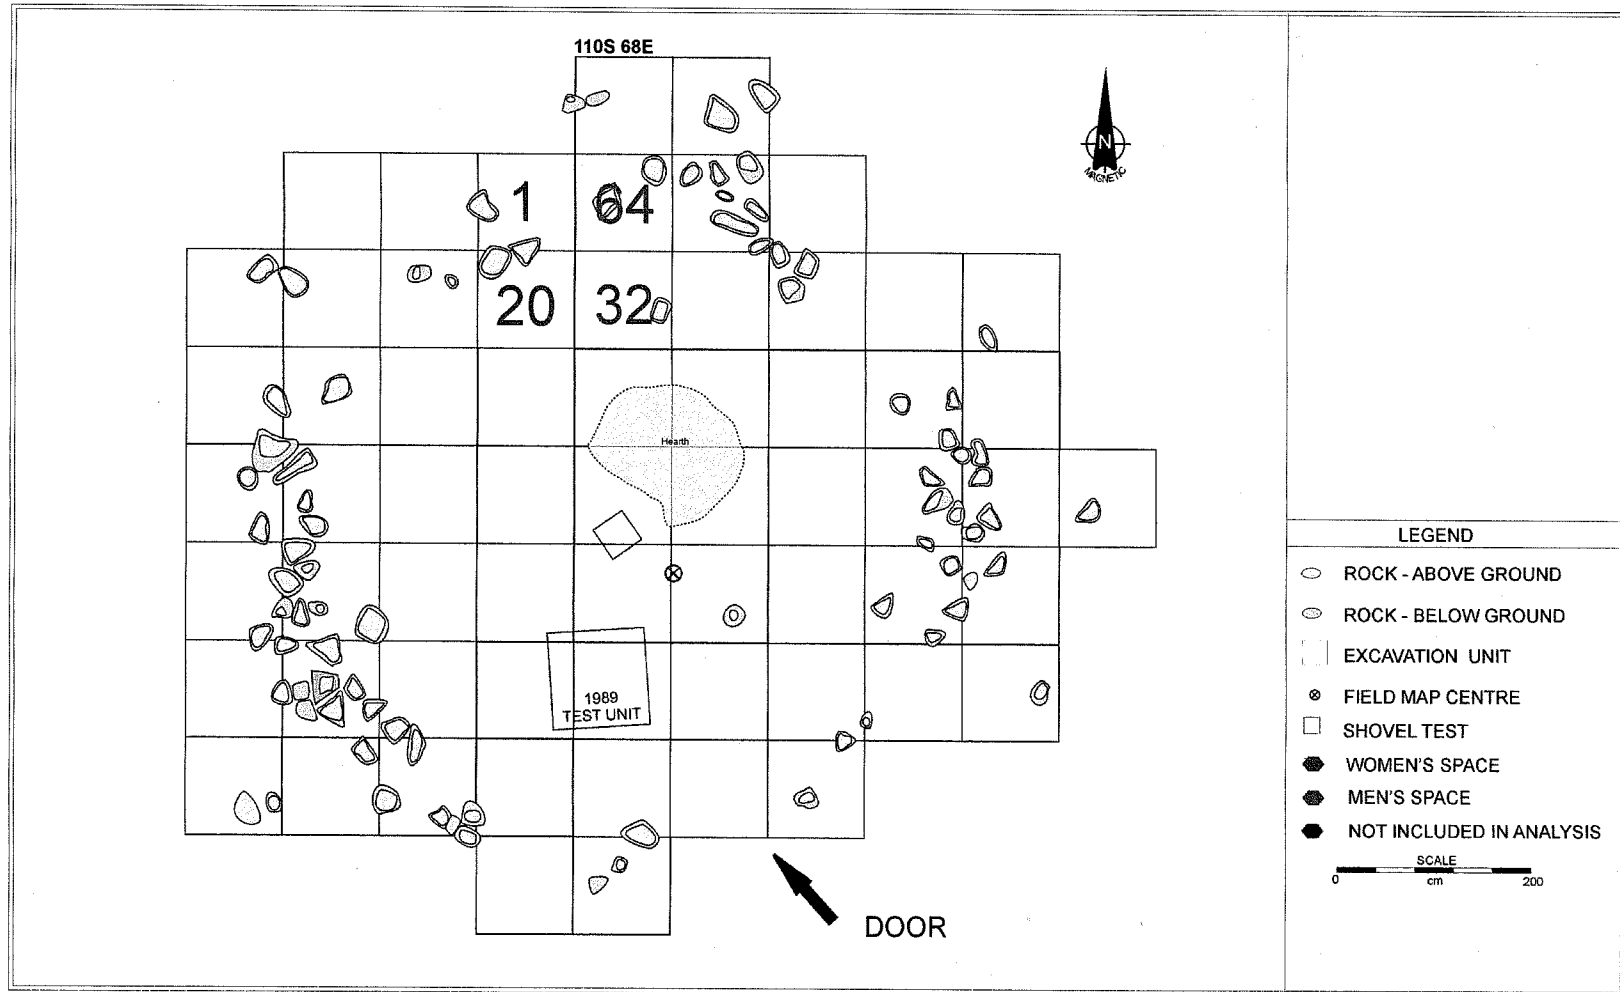 110S 68E
N
MAGNETIC
1 64
20 32
Hearth
1989
TEST UNIT
DOOR
LEGEND
ROCK - ABOVE GROUND
ROCK - BELOW GROUND
EXCAVATION UNIT
FIELD MAP CENTRE
SHOVEL TEST
WOMEN'S SPACE
MEN'S SPACE
NOT INCLUDED IN ANALYSIS
SCALE
0 cm 200